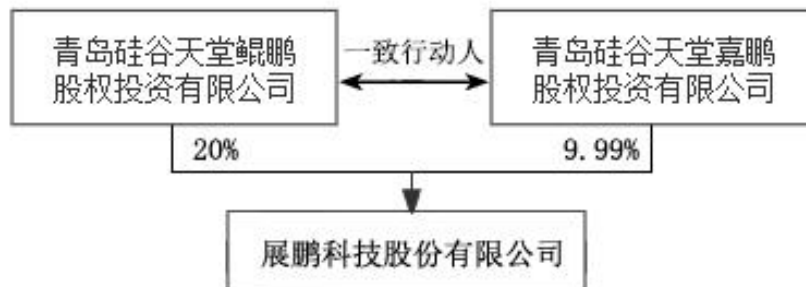 青岛硅谷天堂鲲鹏
股权投资有限公司
一致行动人
青岛硅谷天堂嘉鹏
股权投资有限公司
20%
9.99%
展鹏科技股份有限公司